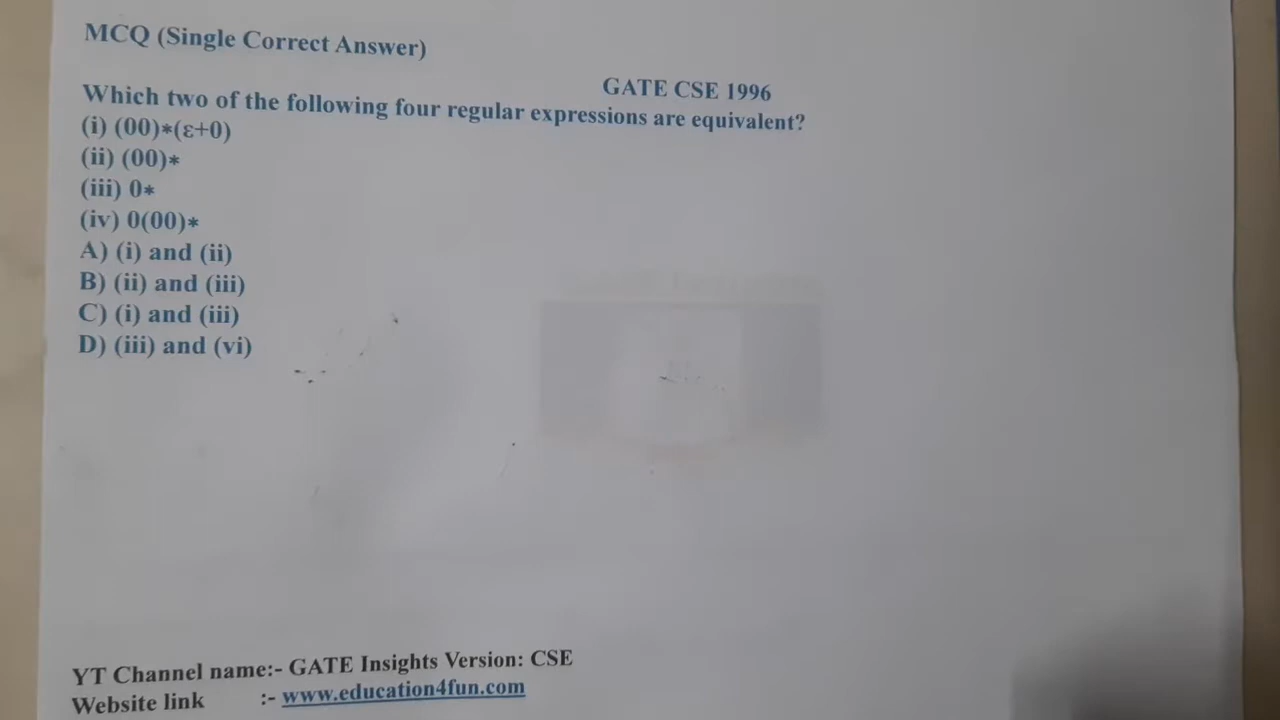 MCQ (Single Correct Answer)
GATE CSE 1996
Which two of the following four regular expressions are equivalent?
(i) (00)*(ε+0)
(ii) (00)*
(iii) 0*
(iv) 0(00)*
A) (i) and (ii)
B) (ii) and (iii)
C) (i) and (iii)
D) (iii) and (vi)
YT Channel name:- GATE Insights Version: CSE
Website link :- www.education4fun.com